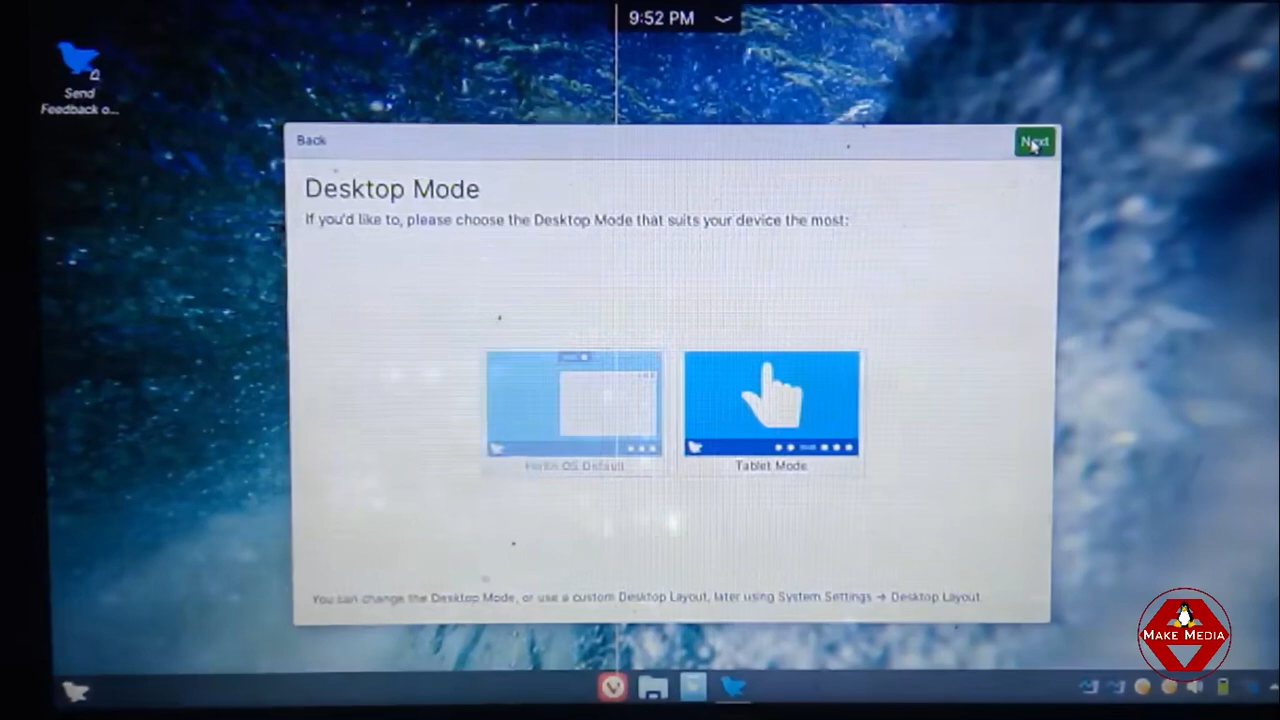 9:52 PM
Send
Feedback o...
Back
Next
Desktop Mode
If you'd like to, please choose the Desktop Mode that suits your device the most:
OS Default
Tablet Mode
You can change the Desktop Mode, or use a custom Desktop Layout, later using System Settings → Desktop Layout
MAKE MEDIA